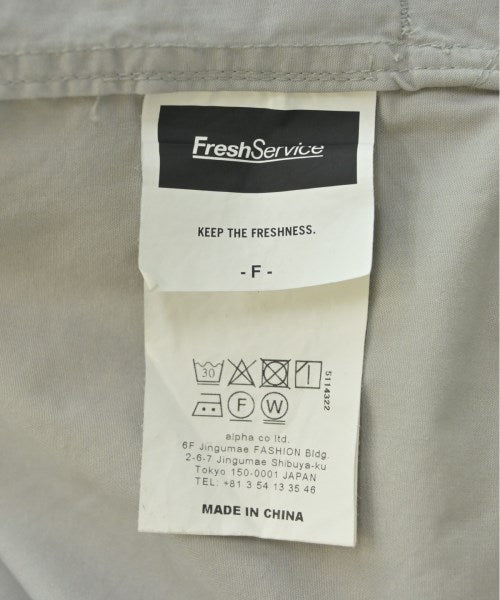 FreshService
KEEP THE FRESHNESS.
- F -
30
F W
5114322
alpha co ltd.
6F Jingumae FASHION Bldg.
2-6-7 Jingumae Shibuya-ku
Tokyo 150-0001 JAPAN
TEL: +81 3 54 13 35 46
MADE IN CHINA